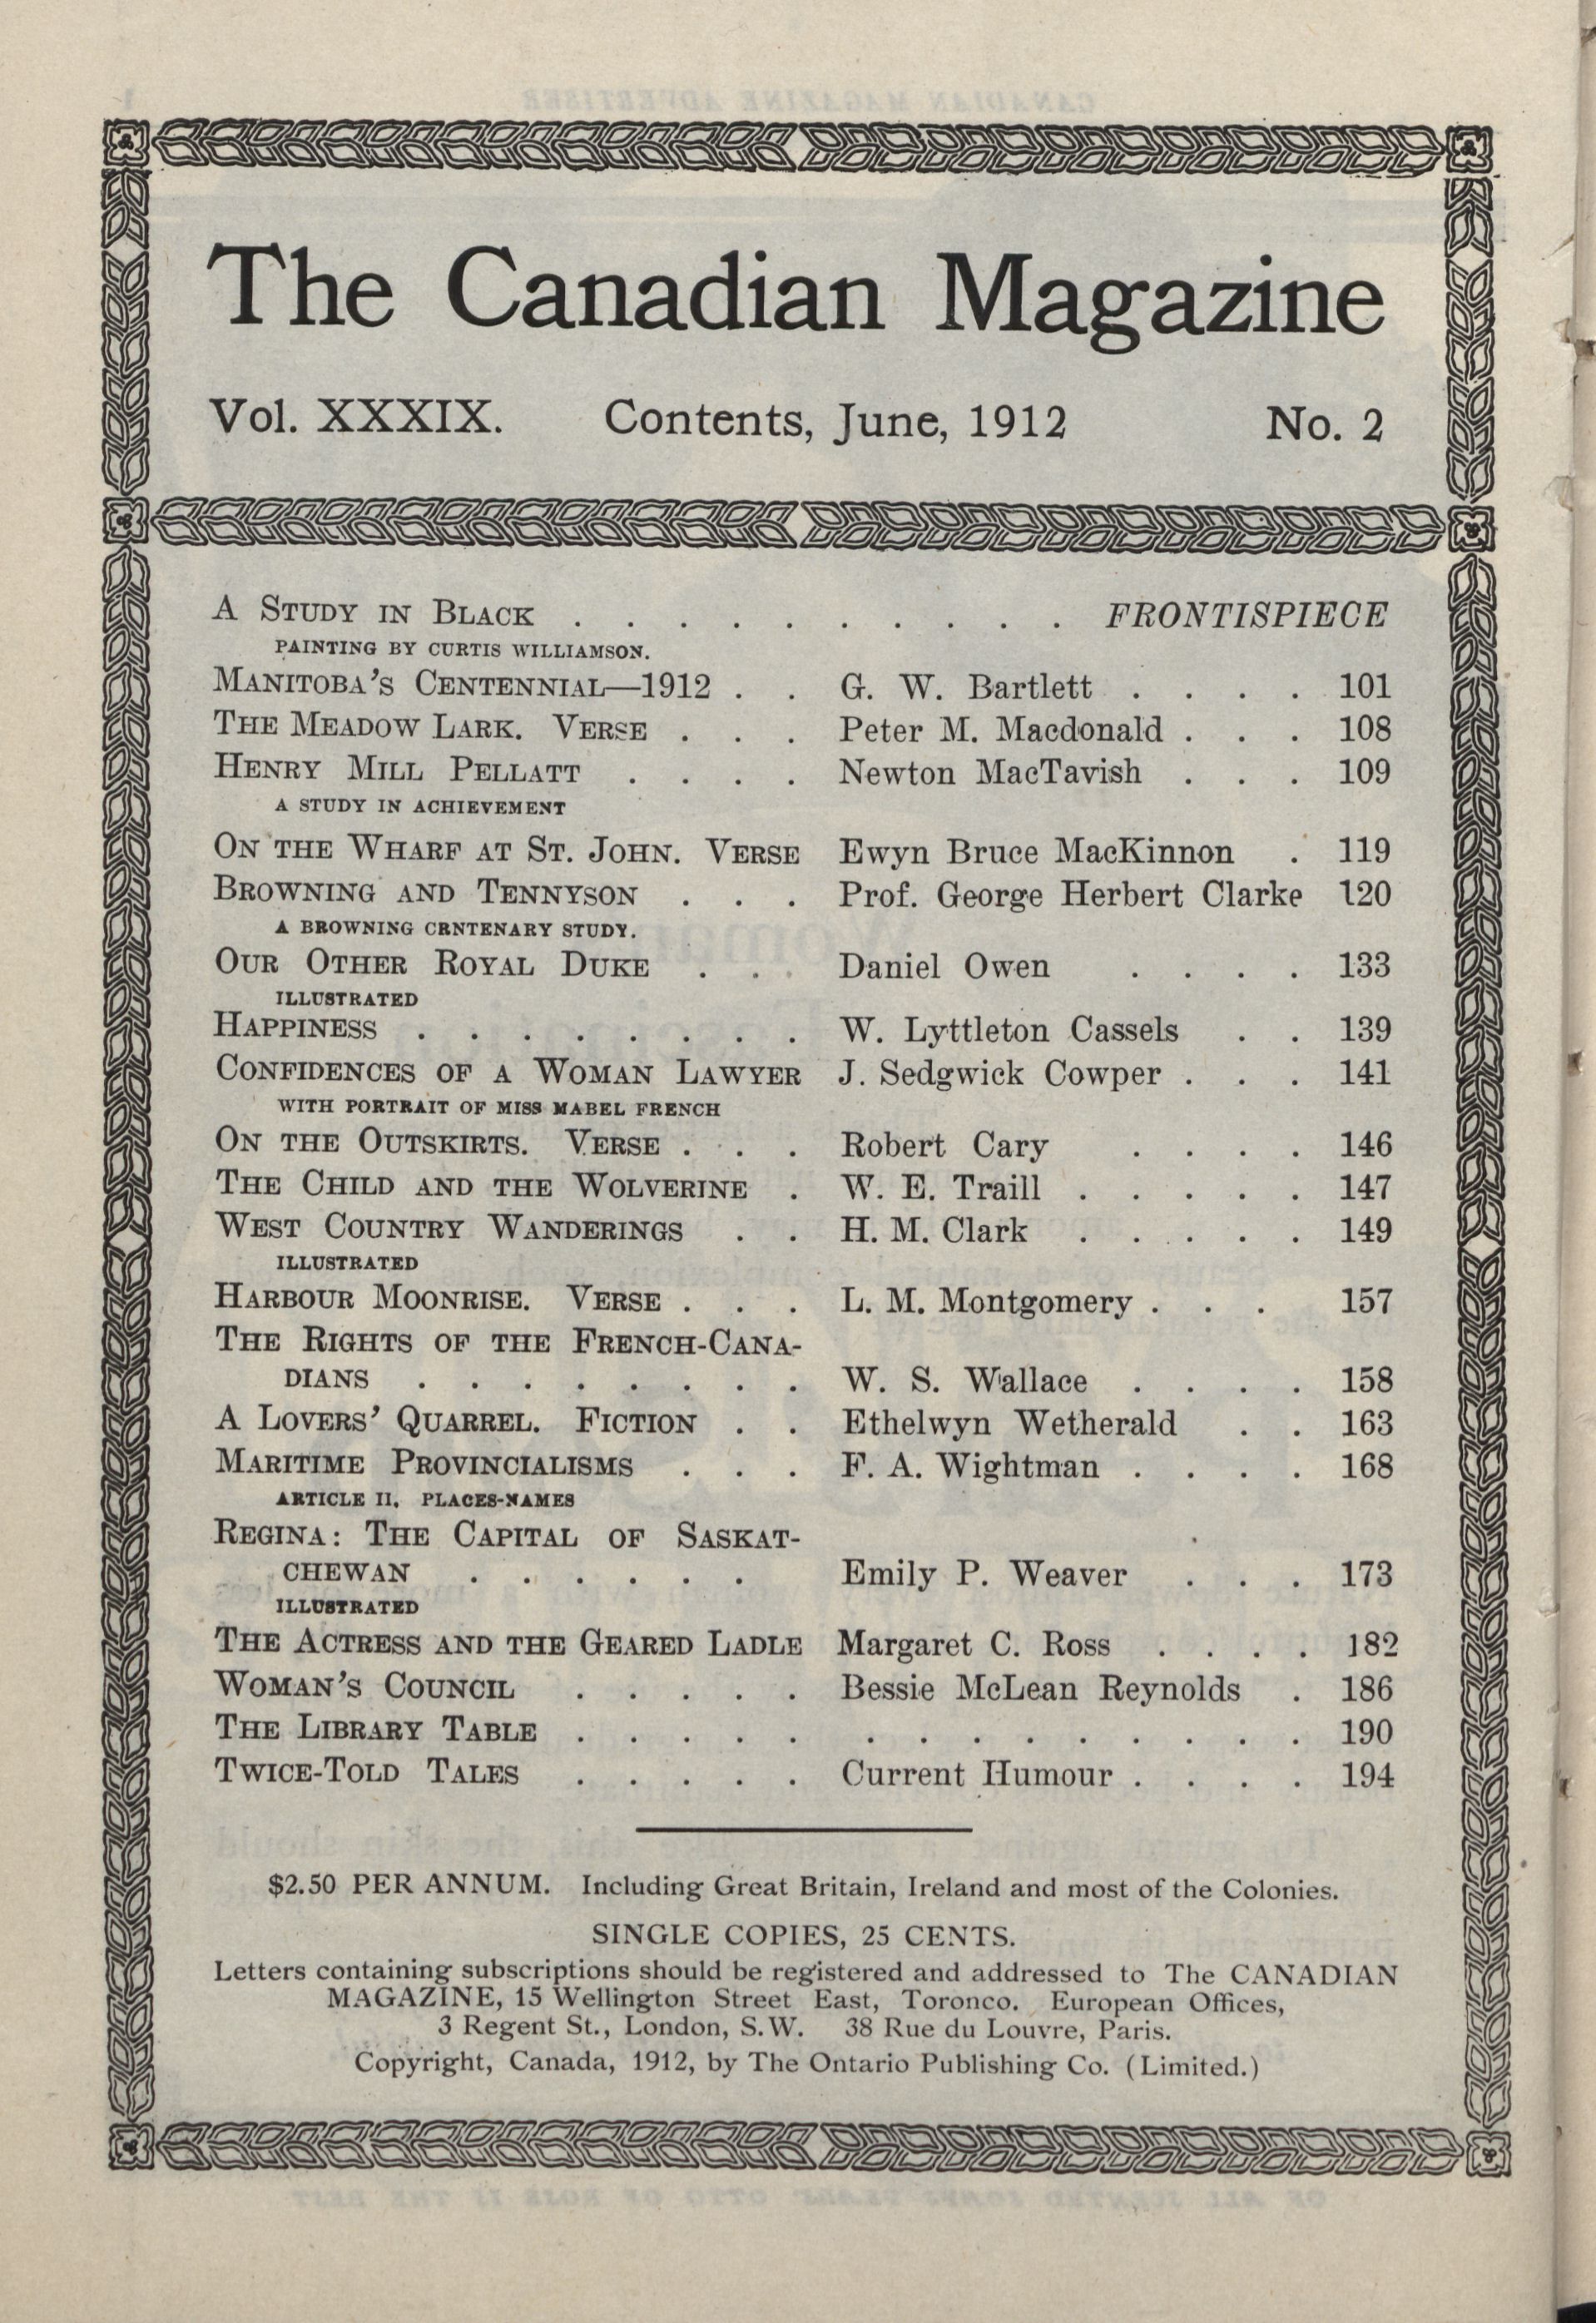 The Canadian Magazine
Vol. XXXIX. Contents, June, 1912 No. 2
A STUDY IN BLACK . . . . . . . . . . FRONTISPIECE
PAINTING BY CURTIS WILLIAMSON.
MANITOBA'S CENTENNIAL—1912 . . G. W. Bartlett . . . . 101
THE MEADOW LARK. VERSE . . . Peter M. Macdonald . . . 108
HENRY MILL PELLATT . . . . Newton MacTavish . . . 109
A STUDY IN ACHIEVEMENT
ON THE WHARF AT ST. JOHN. VERSE Ewyn Bruce MacKinnon . 119
BROWNING AND TENNYSON . . . Prof. George Herbert Clarke 120
A BROWNING CRNTENARY STUDY.
OUR OTHER ROYAL DUKE . . . Daniel Owen . . . . 133
ILLUSTRATED
HAPPINESS . . . . . . . . W. Lyttleton Cassels . . 139
CONFIDENCES OF A WOMAN LAWYER J. Sedgwick Cowper . . . 141
WITH PORTRAIT OF MISS MABEL FRENCH
ON THE OUTSKIRTS. VERSE . . . Robert Cary . . . . 146
THE CHILD AND THE WOLVERINE . W. E. Traill . . . . . 147
WEST COUNTRY WANDERINGS . . H. M. Clark . . . . . 149
ILLUSTRATED
HARBOUR MOONRISE. VERSE . . . L. M. Montgomery . . . 157
THE RIGHTS OF THE FRENCH-CANA-
DIANS . . . . . . . . W. S. Wallace . . . . 158
A LOVERS' QUARREL. FICTION . . Ethelwyn Wetherald . . 163
MARITIME PROVINCIALISMS . . . F. A. Wightman . . . . 168
ARTICLE II. PLACES-NAMES
REGINA: THE CAPITAL OF SASKAT-
CHEWAN . . . . . . Emily P. Weaver . . . 173
ILLUSTRATED
THE ACTRESS AND THE GEARED LADLE Margaret C. Ross . . . . 182
WOMAN'S COUNCIL . . . . . Bessie McLean Reynolds . 186
THE LIBRARY TABLE . . . . . . . . . . . . . . 190
TWICE-TOLD TALES . . . . . Current Humour . . . . 194
$2.50 PER ANNUM. Including Great Britain, Ireland and most of the Colonies.
SINGLE COPIES, 25 CENTS.
Letters containing subscriptions should be registered and addressed to The CANADIAN
MAGAZINE, 15 Wellington Street East, Toronco. European Offices,
3 Regent St., London, S.W. 38 Rue du Louvre, Paris.
Copyright, Canada, 1912, by The Ontario Publishing Co. (Limited.)